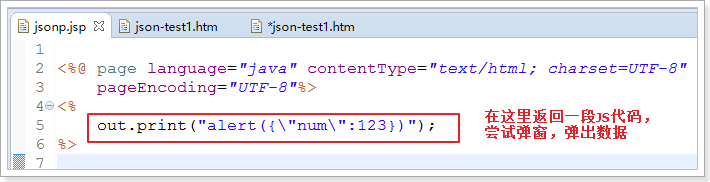 jsonp.jsp json-test1.htm *json-test1.htm
1
2 <%@ page language="java" contentType="text/html; charset=UTF-8"
3 pageEncoding="UTF-8"%>
4 <%
5 out.print("alert({\"num\":123})");
6 %>
7
在这里返回一段JS代码，
尝试弹窗，弹出数据